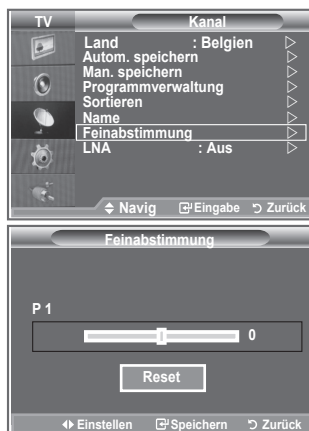 TV Kanal
Land : Belgien
Autom. speichern
Man. speichern
Programmverwaltung
Sortieren
Name
Feinabstimmung
LNA : Aus
Navig Eingabe Zurück
Feinabstimmung
P 1
0
Reset
Einstellen Speichern Zurück